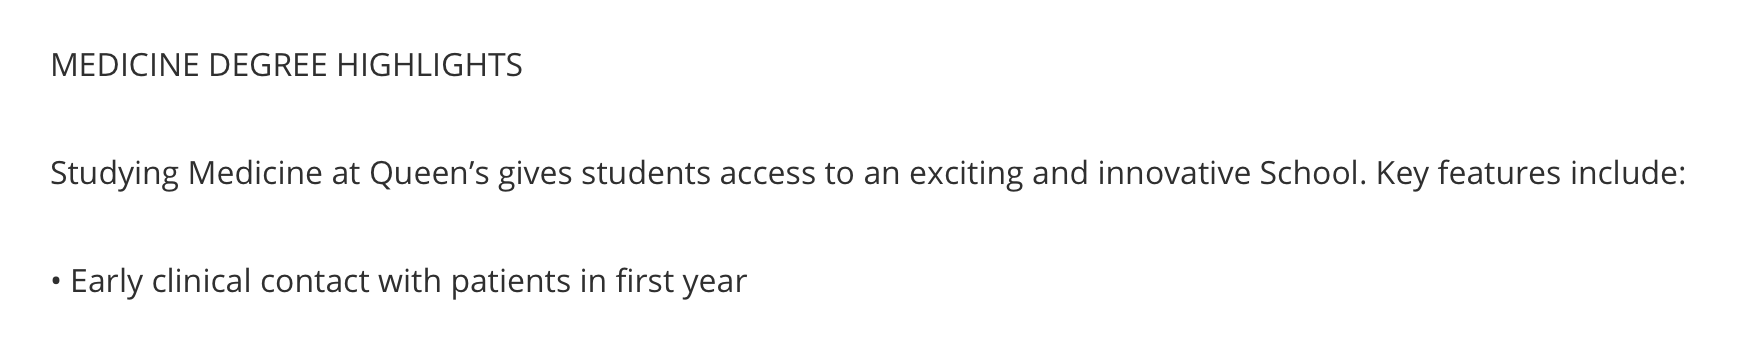 MEDICINE DEGREE HIGHLIGHTS
Studying Medicine at Queen’s gives students access to an exciting and innovative School. Key features include:
• Early clinical contact with patients in first year